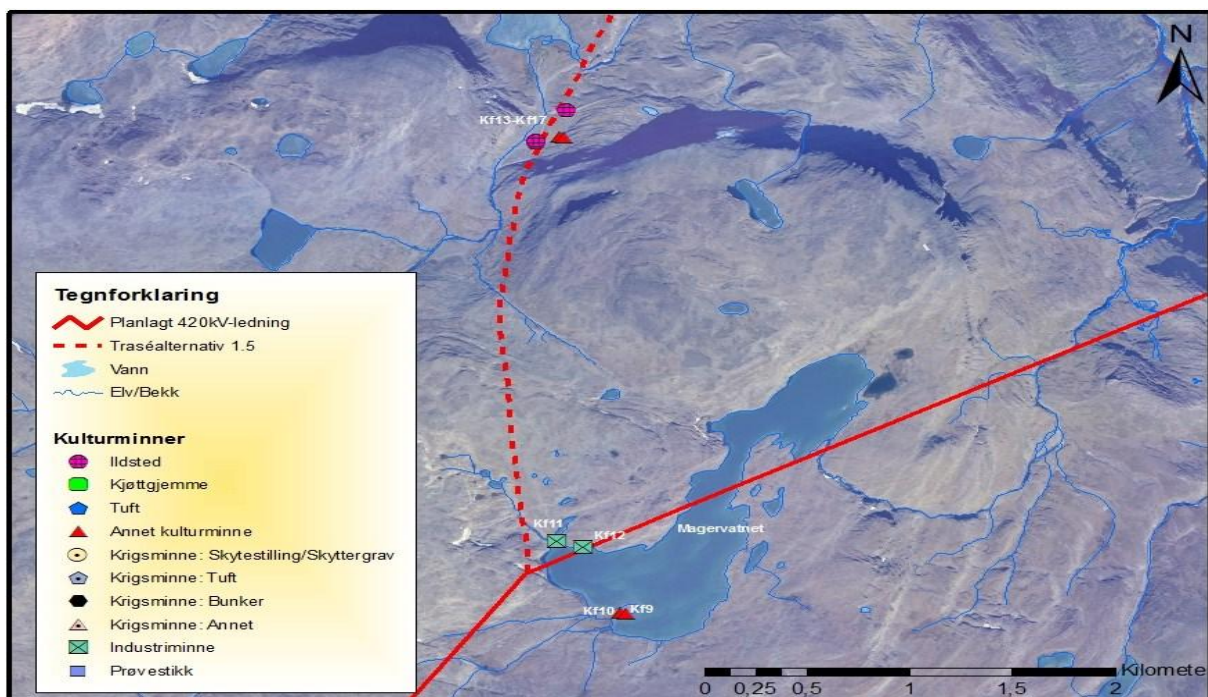 N
Kf13-Kf17
Tegnforklaring
Planlagt 420kV-ledning
Traséalternativ 1.5
Vann
Elv/Bekk
Kulturminner
Ildsted
Kjøttgjemme
Tuft
Annet kulturminne
Krigsminne: Skytestilling/Skyttergrav
Krigsminne: Tuft
Krigsminne: Bunker
Krigsminne: Annet
Industriminne
Prøvestikk
Kf11
Kf12
Magervatnet
Kf10 Kf9
Kilomete
0 0,25 0,5 1 1,5 2